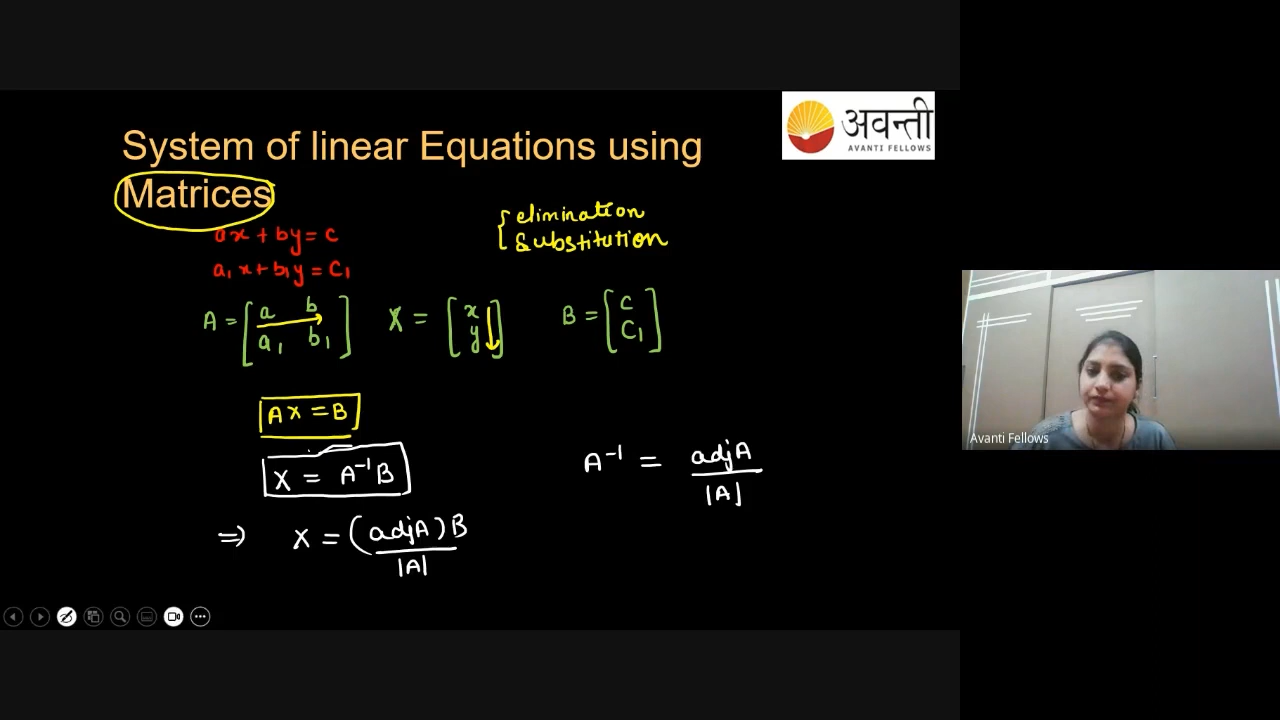 System of linear Equations using
Matrices
अवन्ती
AVANTI FELLOWS
ax + by = c
a₁x + b₁y = C₁
elimination
Substitution
A = [a b
a₁ b₁]
X = [x
y]
B = [c
C₁]
AX = B
X = A⁻¹B
A⁻¹ = adjA
|A|
⇒ X = (adjA)B
|A|
Avanti Fellows